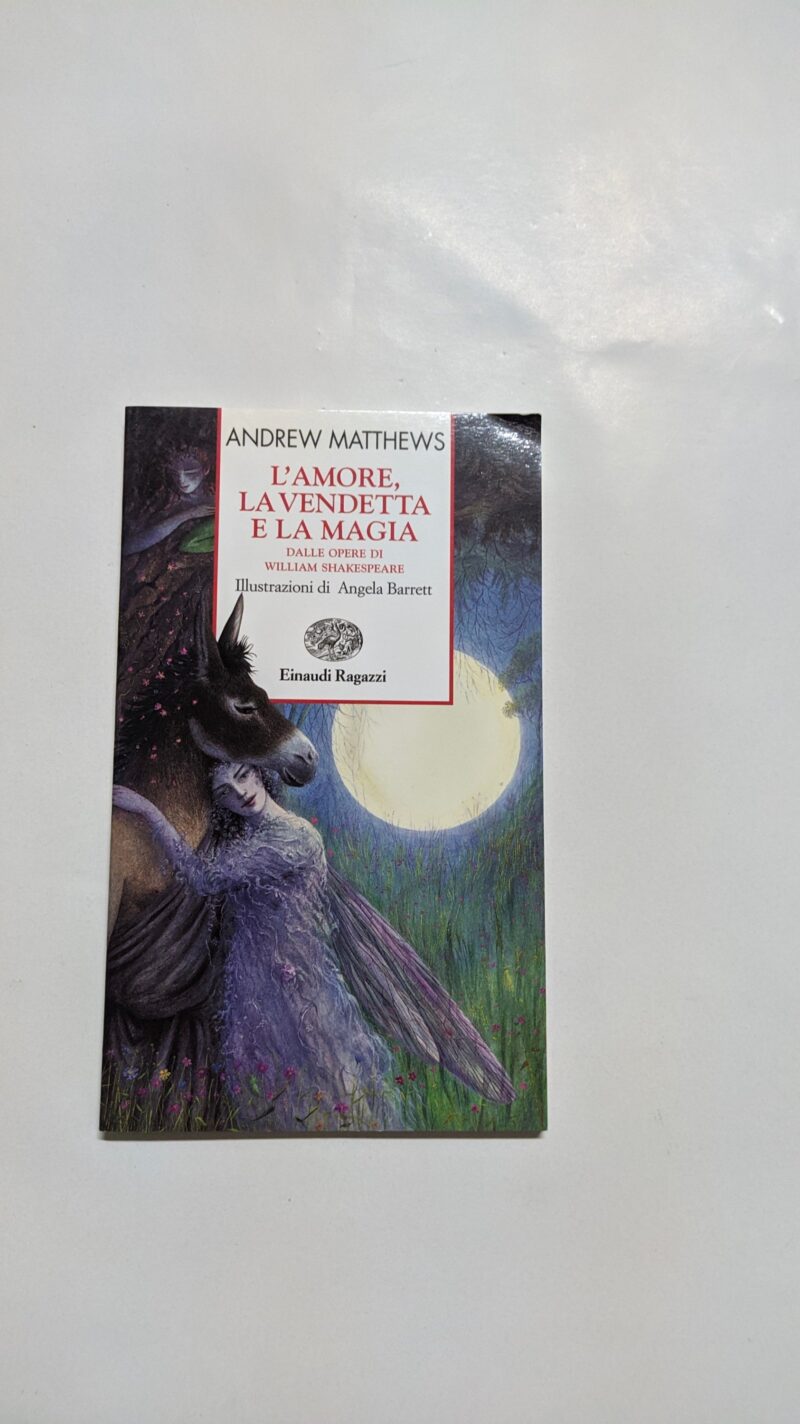 ANDREW MATTHEWS
L'AMORE,
LA VENDETTA
E LA MAGIA
DALLE OPERE DI
WILLIAM SHAKESPEARE
Illustrazioni di Angela Barrett
Einaudi Ragazzi